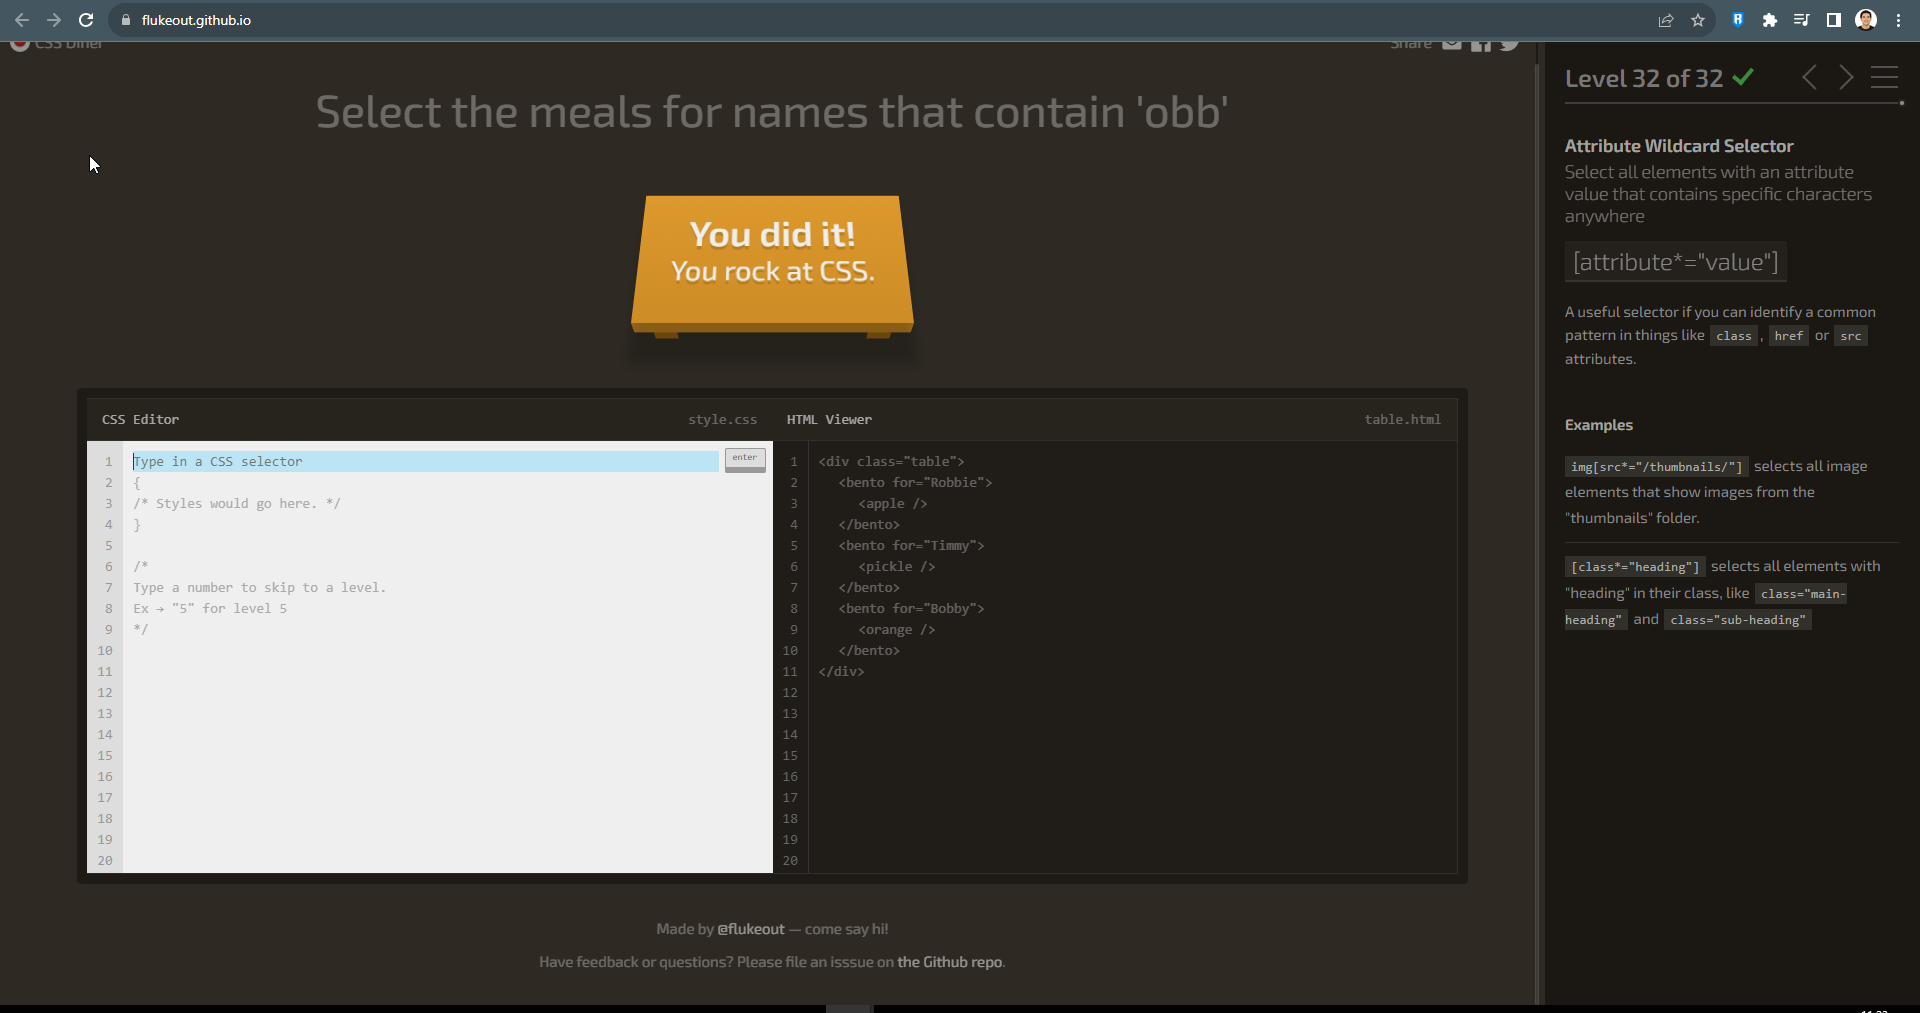 flukeout.github.io
CSS Diner
Share
Select the meals for names that contain 'obb'
You did it!
You rock at CSS.
CSS Editor
style.css
1 Type in a CSS selector
enter
2 {
3 /* Styles would go here. */
4 }
5
6 /*
7 Type a number to skip to a level.
8 Ex → "5" for level 5
9 */
10
11
12
13
14
15
16
17
18
19
20
HTML Viewer
table.html
1 <div class="table">
2 <bento for="Robbie">
3 <apple />
4 </bento>
5 <bento for="Timmy">
6 <pickle />
7 </bento>
8 <bento for="Bobby">
9 <orange />
10 </bento>
11 </div>
12
13
14
15
16
17
18
19
20
Made by @flukeout — come say hi!
Have feedback or questions? Please file an isssue on the Github repo.
Level 32 of 32
Attribute Wildcard Selector
Select all elements with an attribute
value that contains specific characters
anywhere
[attribute*="value"]
A useful selector if you can identify a common
pattern in things like class , href or src
attributes.
Examples
img[src*="/thumbnails/"] selects all image
elements that show images from the
"thumbnails" folder.
[class*="heading"] selects all elements with
"heading" in their class, like class="main-
heading" and class="sub-heading"